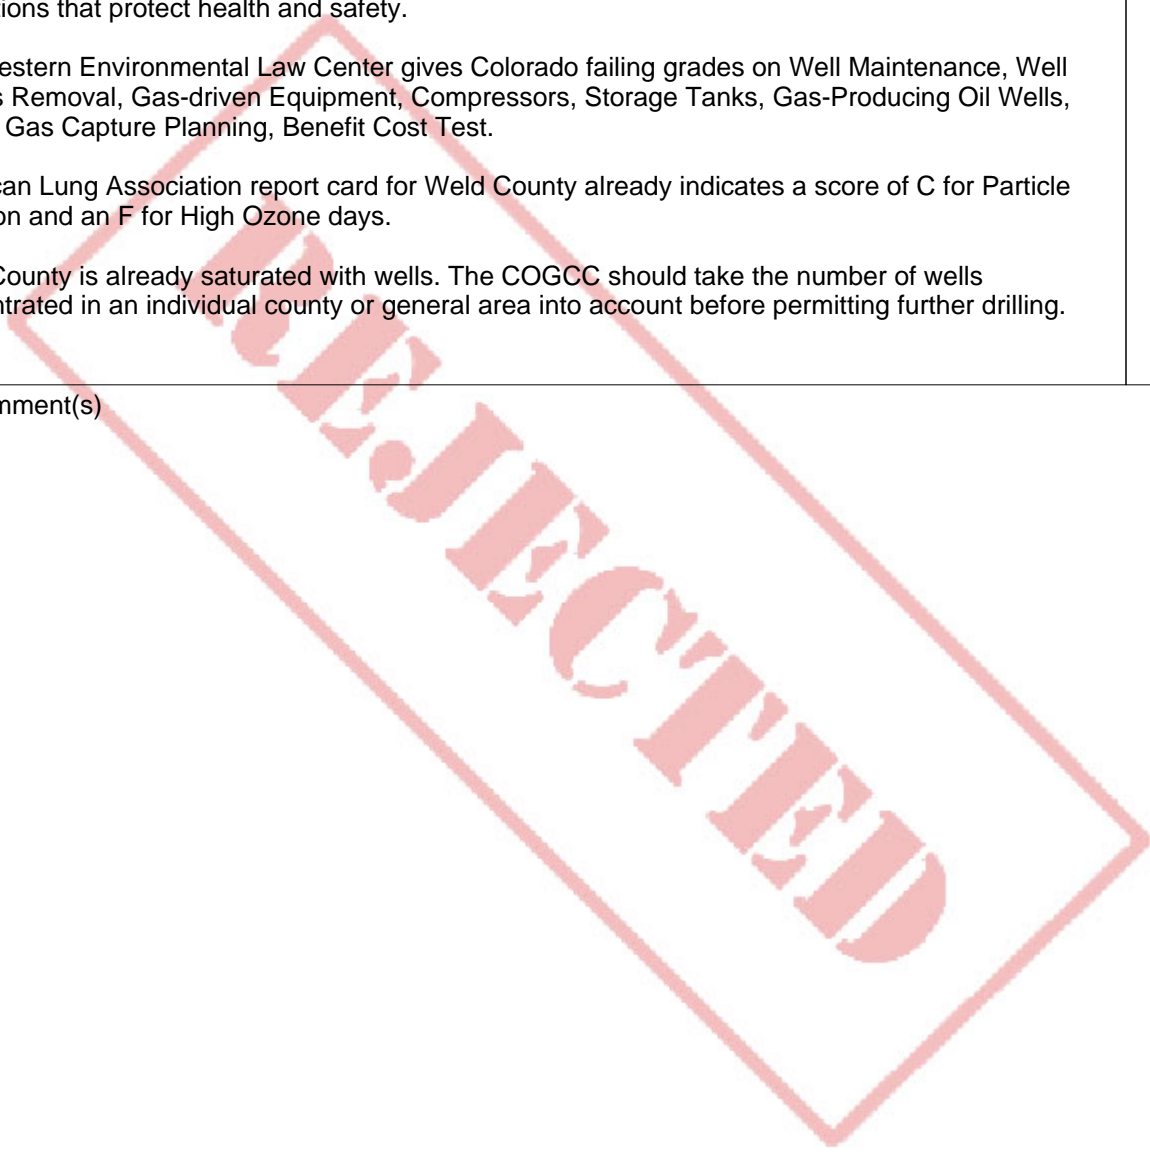 tions that protect health and safety.
estern Environmental Law Center gives Colorado failing grades on Well Maintenance, Well
s Removal, Gas-driven Equipment, Compressors, Storage Tanks, Gas-Producing Oil Wells,
Gas Capture Planning, Benefit Cost Test.
can Lung Association report card for Weld County already indicates a score of C for Particle
on and an F for High Ozone days.
County is already saturated with wells. The COGCC should take the number of wells
ntrated in an individual county or general area into account before permitting further drilling.
mment(s)
REJECTED